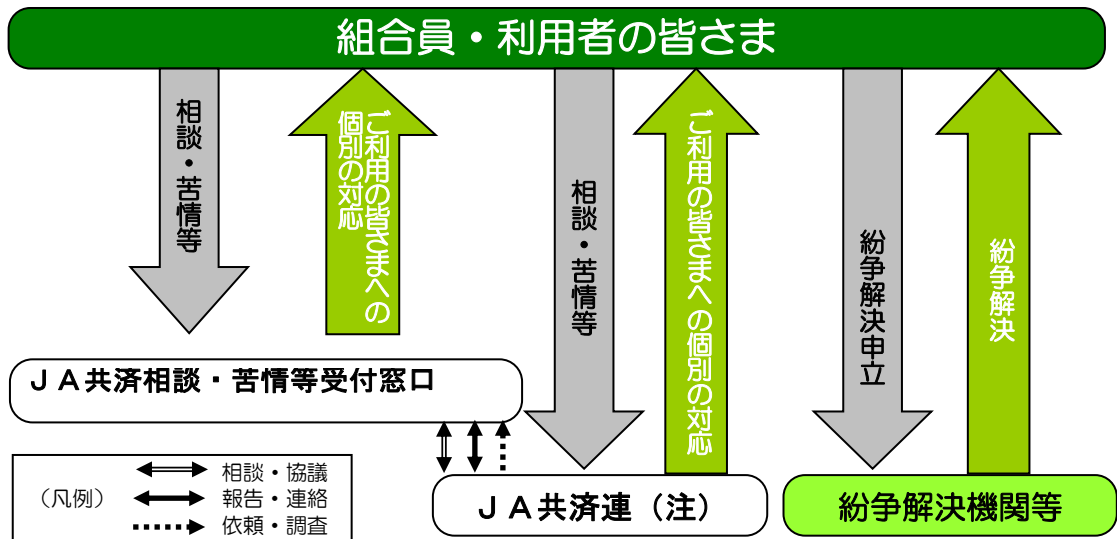 組合員・利用者の皆さま
相談・苦情等
ご利用の皆さまへの
個別の対応
相談・苦情等
ご利用の皆さまへの個別の対応
紛争解決申立
紛争解決
ＪＡ共済相談・苦情等受付窓口
（凡例）
相談・協議
報告・連絡
依頼・調査
ＪＡ共済連（注）
紛争解決機関等